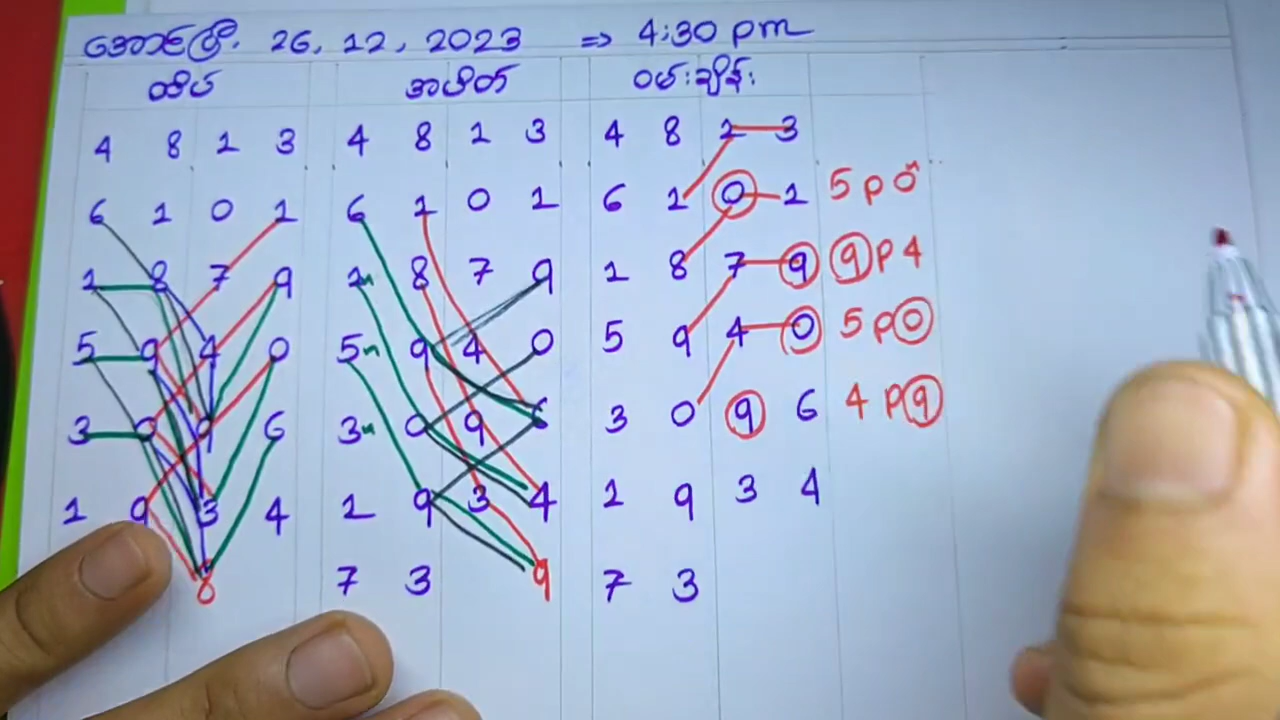 အောင်ကြီး. 26, 12, 2023 ⇒ 4:30 pm
ထိပ် အပိတ် ဝမ်းချိန်း
4 8 2 3 4 8 2 3 4 8 2 3
6 1 0 1 6 1 0 1 6 1 0 1 5 p 0
1 8 7 9 1 8 7 9 1 8 7 9 9 p 4
5 9 4 0 5 9 4 0 5 9 4 0 5 p 0
3 0 9 6 3 0 9 6 3 0 9 6 4 p 9
1 9 3 4 1 9 3 4 1 9 3 4
8 7 3 9 7 3